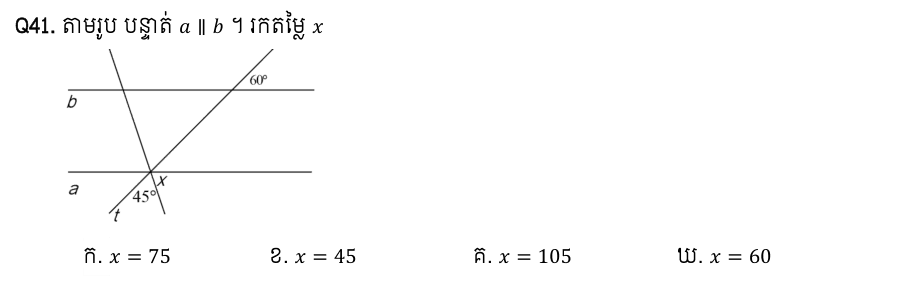 Q41. តាមរូប បន្ទាត់ a ∥ b ។ រកតម្លៃ x
60°
b
a
x
45°
t
ក. x = 75 ខ. x = 45 គ. x = 105 ឃ. x = 60